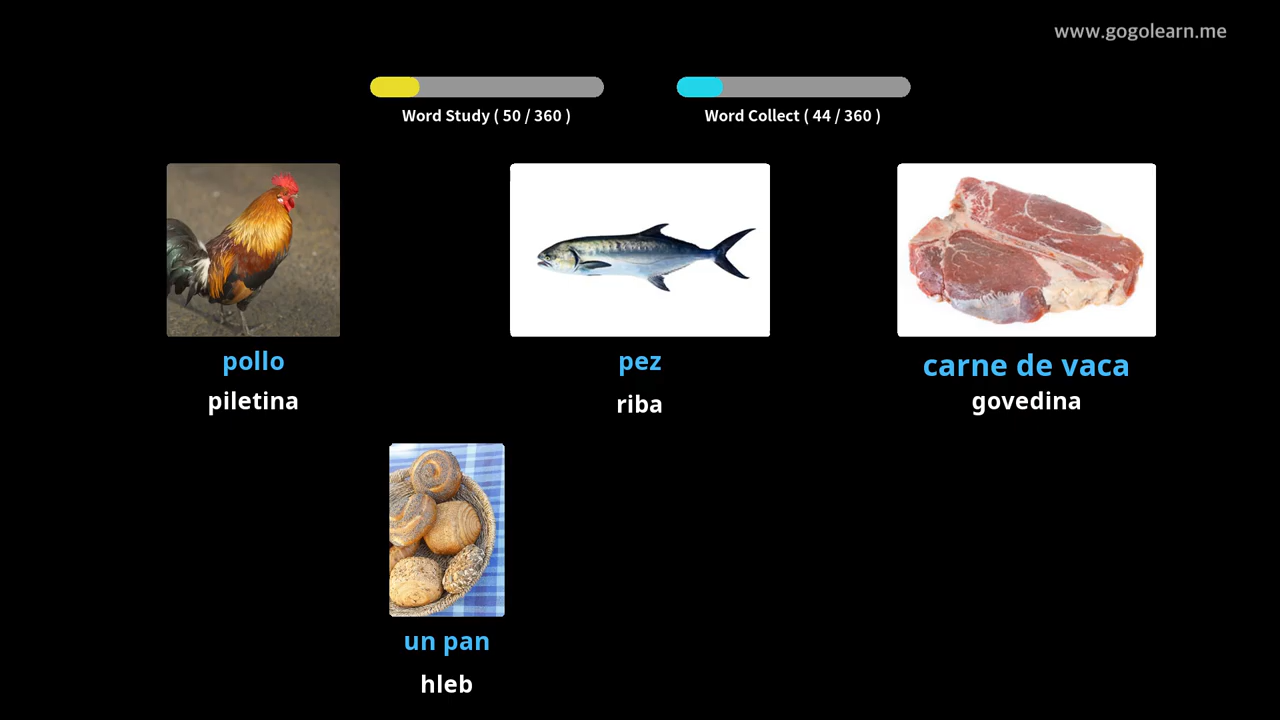 www.gogolearn.me
Word Study ( 50 / 360 )
Word Collect ( 44 / 360 )
pollo
piletina
pez
riba
carne de vaca
govedina
un pan
hleb